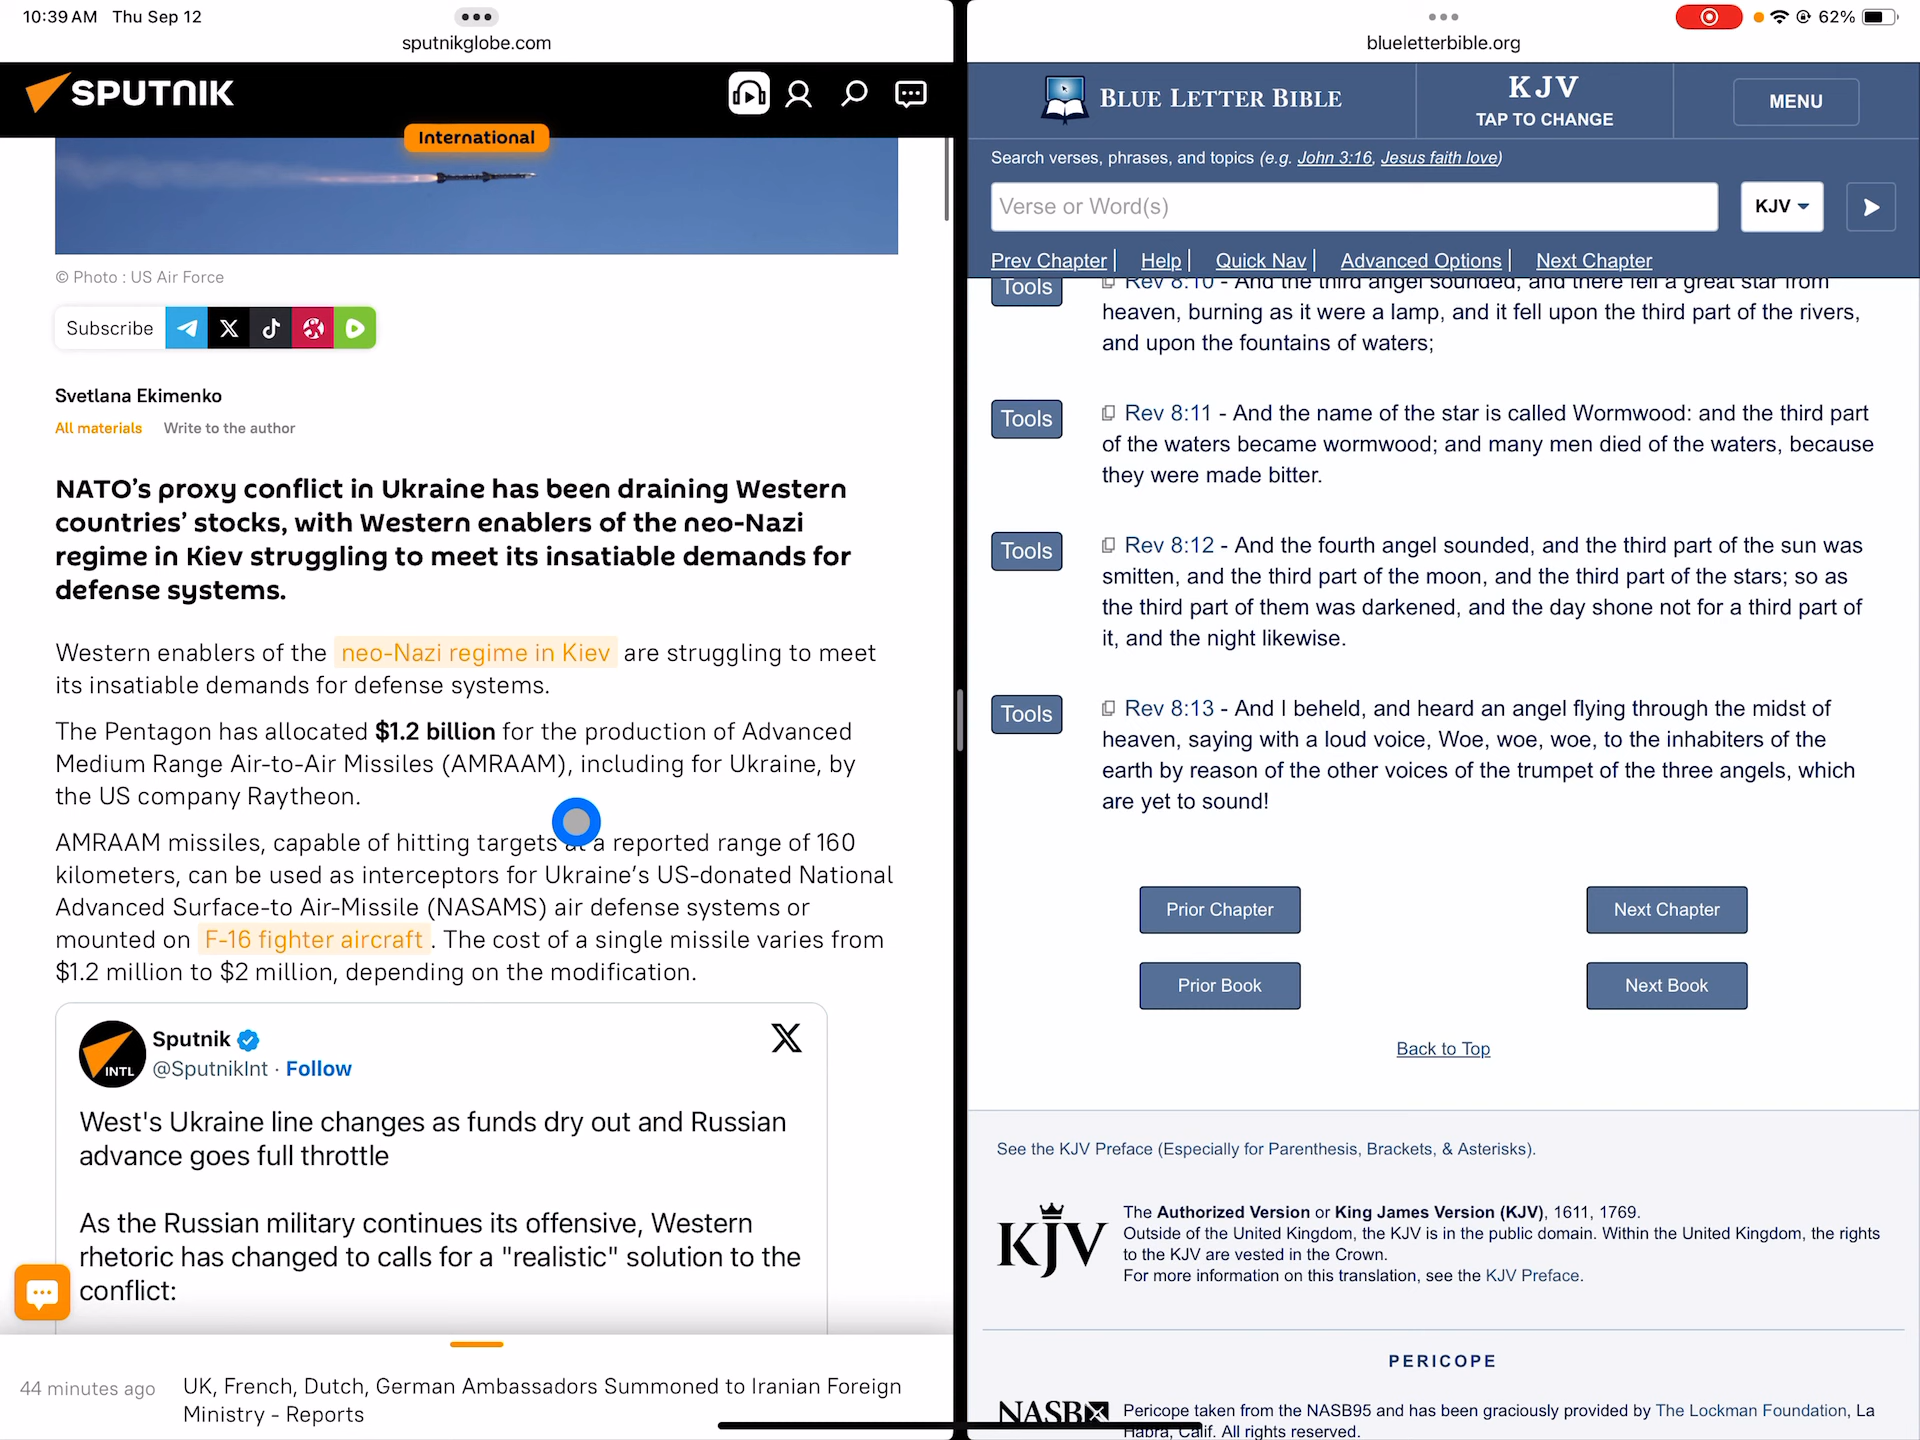 10:39 AM Thu Sep 12
sputnikglobe.com
SPUTNIK
International
© Photo : US Air Force
Subscribe
Svetlana Ekimenko
All materials Write to the author
NATO’s proxy conflict in Ukraine has been draining Western
countries’ stocks, with Western enablers of the neo-Nazi
regime in Kiev struggling to meet its insatiable demands for
defense systems.
Western enablers of the neo-Nazi regime in Kiev are struggling to meet
its insatiable demands for defense systems.
The Pentagon has allocated $1.2 billion for the production of Advanced
Medium Range Air-to-Air Missiles (AMRAAM), including for Ukraine, by
the US company Raytheon.
AMRAAM missiles, capable of hitting targets at a reported range of 160
kilometers, can be used as interceptors for Ukraine’s US-donated National
Advanced Surface-to Air-Missile (NASAMS) air defense systems or
mounted on F-16 fighter aircraft. The cost of a single missile varies from
$1.2 million to $2 million, depending on the modification.
INTL
Sputnik
@SputnikInt · Follow
West's Ukraine line changes as funds dry out and Russian
advance goes full throttle
As the Russian military continues its offensive, Western
rhetoric has changed to calls for a "realistic" solution to the
conflict:
44 minutes ago
UK, French, Dutch, German Ambassadors Summoned to Iranian Foreign
Ministry - Reports
62%
blueletterbible.org
BLUE LETTER BIBLE
KJV
TAP TO CHANGE
MENU
Search verses, phrases, and topics (e.g. John 3:16, Jesus faith love)
Verse or Word(s)
KJV
Prev Chapter | Help | Quick Nav | Advanced Options | Next Chapter
Tools
Rev 8:10 - And the third angel sounded, and there fell a great star from
heaven, burning as it were a lamp, and it fell upon the third part of the rivers,
and upon the fountains of waters;
Tools
Rev 8:11 - And the name of the star is called Wormwood: and the third part
of the waters became wormwood; and many men died of the waters, because
they were made bitter.
Tools
Rev 8:12 - And the fourth angel sounded, and the third part of the sun was
smitten, and the third part of the moon, and the third part of the stars; so as
the third part of them was darkened, and the day shone not for a third part of
it, and the night likewise.
Tools
Rev 8:13 - And I beheld, and heard an angel flying through the midst of
heaven, saying with a loud voice, Woe, woe, woe, to the inhabiters of the
earth by reason of the other voices of the trumpet of the three angels, which
are yet to sound!
Prior Chapter
Next Chapter
Prior Book
Next Book
Back to Top
See the KJV Preface (Especially for Parenthesis, Brackets, & Asterisks).
KJV
The Authorized Version or King James Version (KJV), 1611, 1769.
Outside of the United Kingdom, the KJV is in the public domain. Within the United Kingdom, the rights
to the KJV are vested in the Crown.
For more information on this translation, see the KJV Preface.
PERICOPE
NASB
Pericope taken from the NASB95 and has been graciously provided by The Lockman Foundation, La
Habra, Calif. All rights reserved.